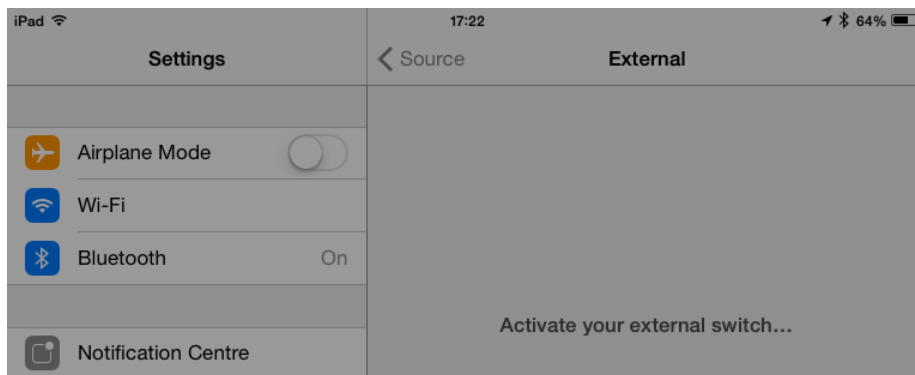 iPad 17:22 64%
Settings
Source External
Airplane Mode
Wi-Fi
Bluetooth On
Notification Centre
Activate your external switch...